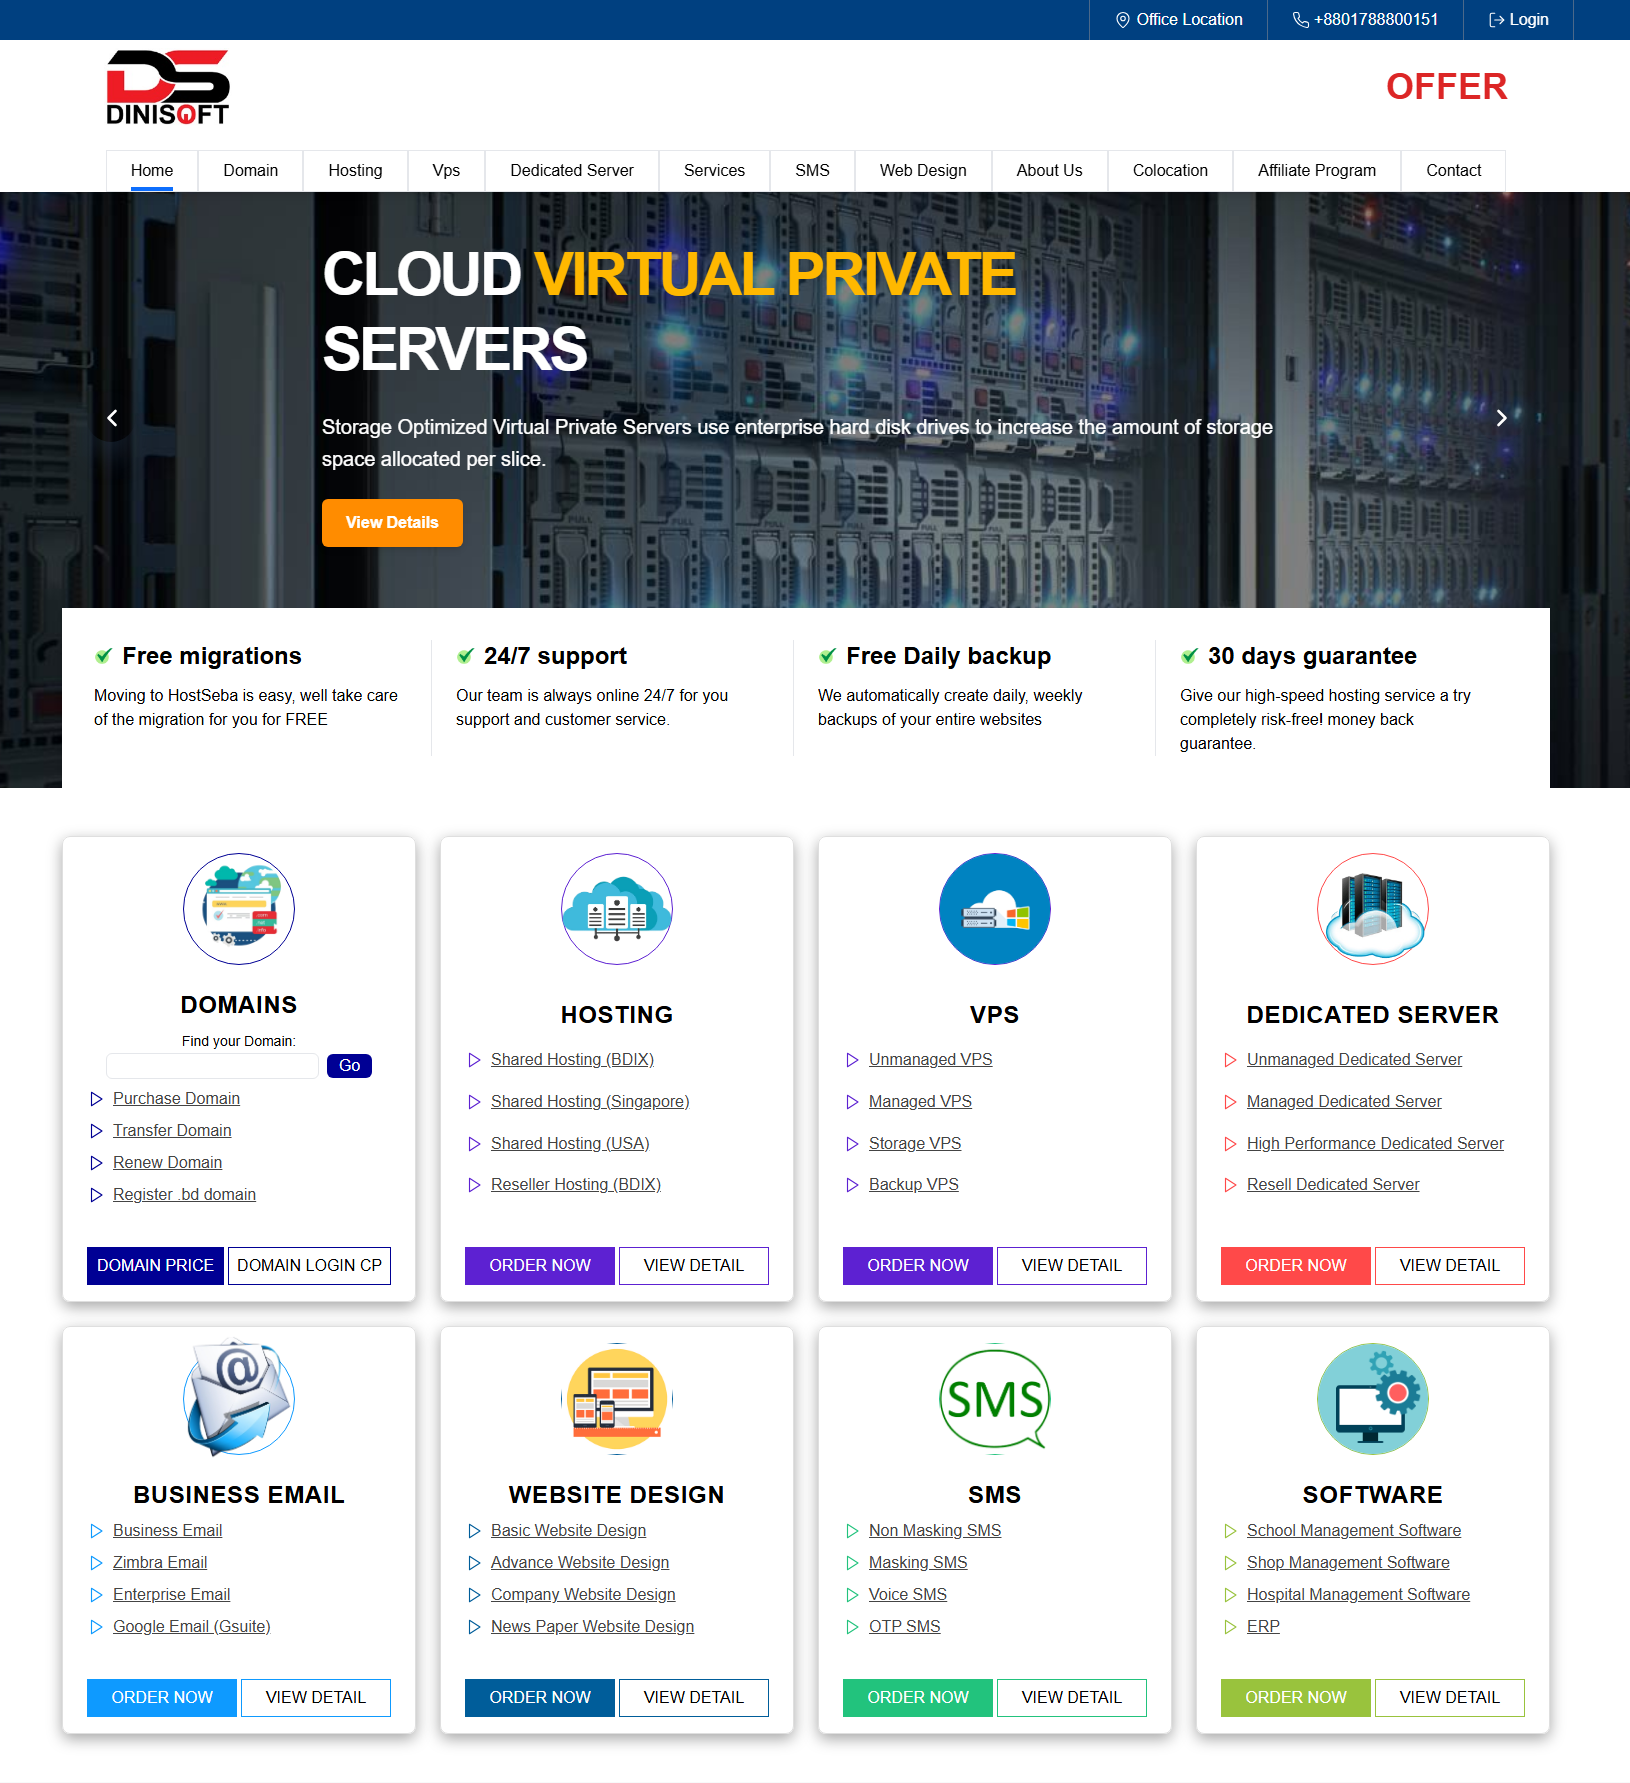 Office Location
+8801788800151
Login
DINISOFT
OFFER
Home
Domain
Hosting
Vps
Dedicated Server
Services
SMS
Web Design
About Us
Colocation
Affiliate Program
Contact
CLOUD VIRTUAL PRIVATE
SERVERS
Storage Optimized Virtual Private Servers use enterprise hard disk drives to increase the amount of storage
space allocated per slice.
View Details
Free migrations
Moving to HostSeba is easy, well take care
of the migration for you for FREE
24/7 support
Our team is always online 24/7 for you
support and customer service.
Free Daily backup
We automatically create daily, weekly
backups of your entire websites
30 days guarantee
Give our high-speed hosting service a try
completely risk-free! money back
guarantee.
DOMAINS
Find your Domain:
Go
Purchase Domain
Transfer Domain
Renew Domain
Register .bd domain
DOMAIN PRICE
DOMAIN LOGIN CP
HOSTING
Shared Hosting (BDIX)
Shared Hosting (Singapore)
Shared Hosting (USA)
Reseller Hosting (BDIX)
ORDER NOW
VIEW DETAIL
VPS
Unmanaged VPS
Managed VPS
Storage VPS
Backup VPS
ORDER NOW
VIEW DETAIL
DEDICATED SERVER
Unmanaged Dedicated Server
Managed Dedicated Server
High Performance Dedicated Server
Resell Dedicated Server
ORDER NOW
VIEW DETAIL
@
BUSINESS EMAIL
Business Email
Zimbra Email
Enterprise Email
Google Email (Gsuite)
ORDER NOW
VIEW DETAIL
WEBSITE DESIGN
Basic Website Design
Advance Website Design
Company Website Design
News Paper Website Design
ORDER NOW
VIEW DETAIL
SMS
SMS
Non Masking SMS
Masking SMS
Voice SMS
OTP SMS
ORDER NOW
VIEW DETAIL
SOFTWARE
School Management Software
Shop Management Software
Hospital Management Software
ERP
ORDER NOW
VIEW DETAIL